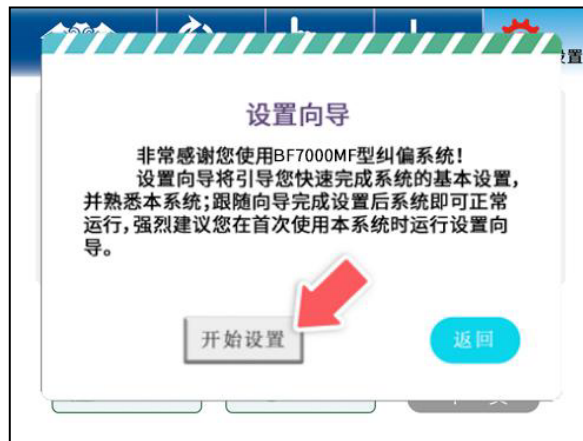 置
设置向导
非常感谢您使用BF7000MF型纠偏系统！
设置向导将引导您快速完成系统的基本设置，
并熟悉本系统；跟随向导完成设置后系统即可正常
运行，强烈建议您在首次使用本系统时运行设置向
导。
开始设置
返回